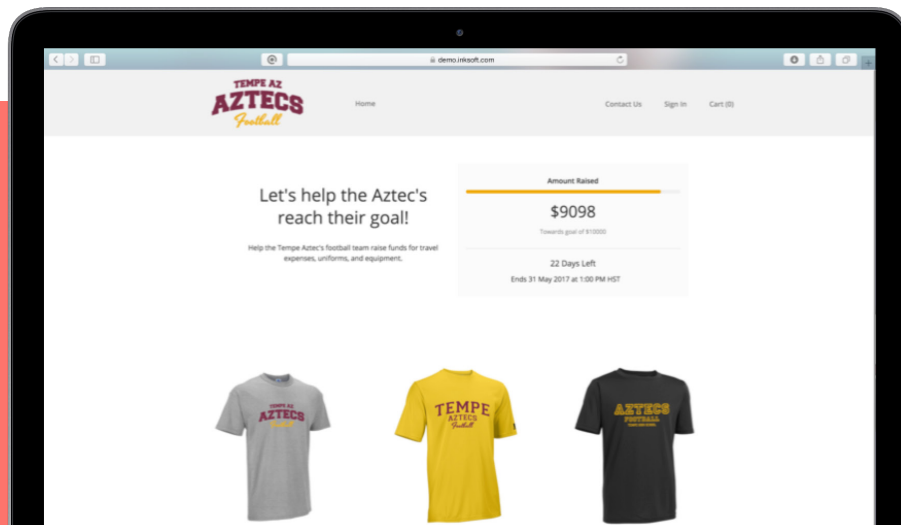 demo.inksoft.com
TEMPE AZ
AZTECS
Football
Home
Contact Us
Sign In
Cart (0)
Let's help the Aztec's
reach their goal!
Help the Tempe Aztec's football team raise funds for travel
expenses, uniforms, and equipment.
Amount Raised
$9098
Towards goal of $10000
22 Days Left
Ends 31 May 2017 at 1:00 PM HST
TEMPE AZ
AZTECS
TEMPE
AZTECS
Football
AZTECS
FOOTBALL